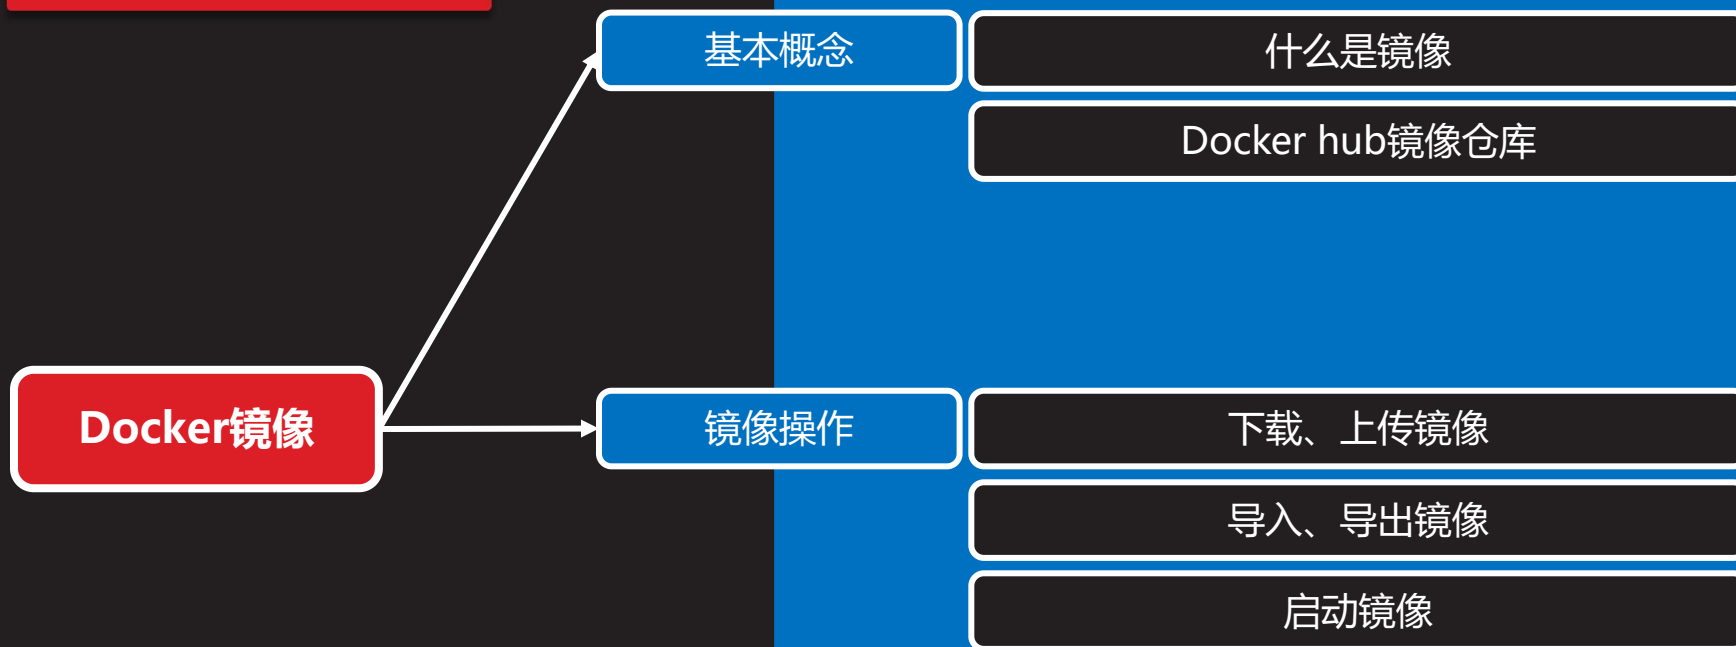 基本概念
什么是镜像
Docker hub镜像仓库
Docker镜像
镜像操作
下载、上传镜像
导入、导出镜像
启动镜像